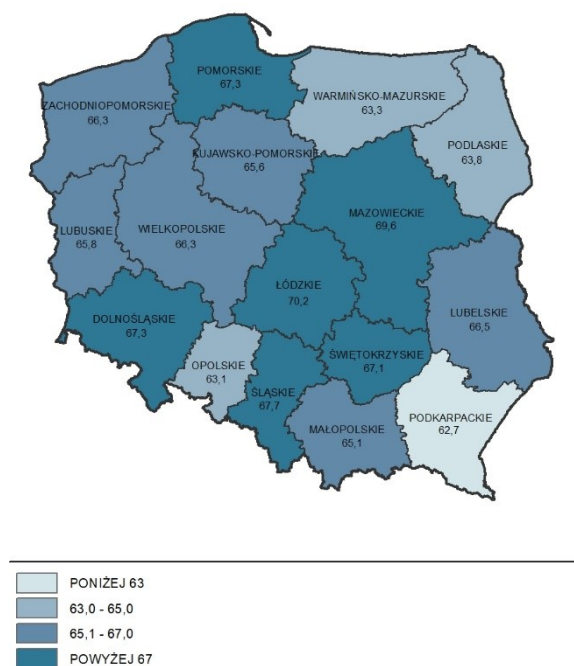 POMORSKIE
67,3
WARMIŃSKO-MAZURSKIE
63,3
ZACHODNIOPOMORSKIE
66,3
PODLASKIE
63,8
KUJAWSKO-POMORSKIE
65,6
MAZOWIECKIE
69,6
LUBUSKIE
65,8
WIELKOPOLSKIE
66,3
ŁÓDZKIE
70,2
LUBELSKIE
66,5
DOLNOŚLĄSKIE
67,3
OPOLSKIE
63,1
ŚWIĘTOKRZYSKIE
67,1
ŚLĄSKIE
67,7
MAŁOPOLSKIE
65,1
PODKARPACKIE
62,7
PONIŻEJ 63
63,0 - 65,0
65,1 - 67,0
POWYŻEJ 67